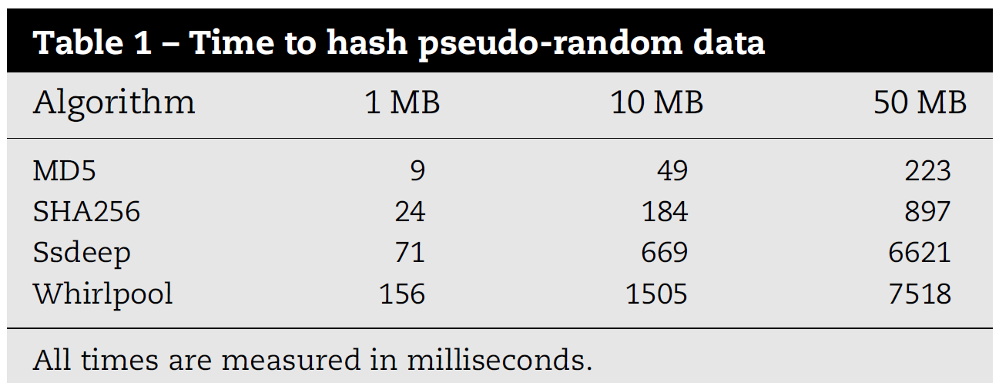 Table 1 – Time to hash pseudo-random data
Algorithm 1 MB 10 MB 50 MB
MD5 9 49 223
SHA256 24 184 897
Ssdeep 71 669 6621
Whirlpool 156 1505 7518
All times are measured in milliseconds.